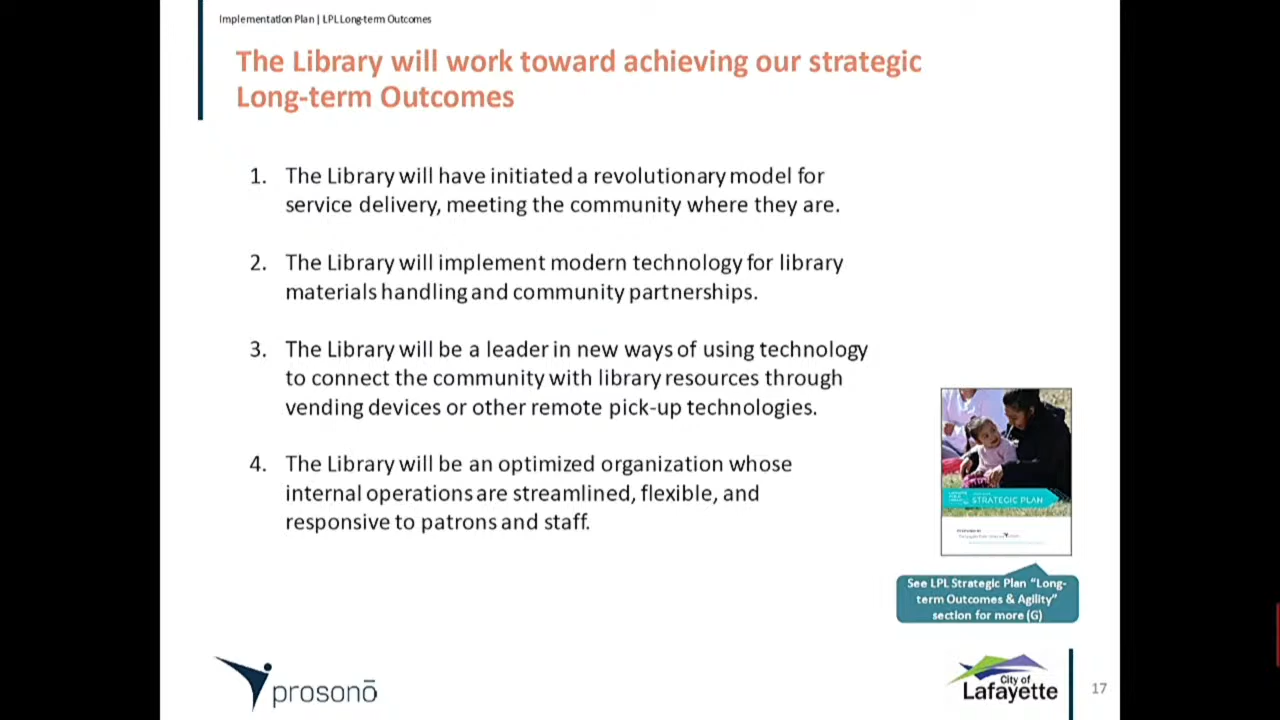 Implementation Plan | LPL Long-term Outcomes
The Library will work toward achieving our strategic
Long-term Outcomes
1. The Library will have initiated a revolutionary model for
service delivery, meeting the community where they are.
2. The Library will implement modern technology for library
materials handling and community partnerships.
3. The Library will be a leader in new ways of using technology
to connect the community with library resources through
vending devices or other remote pick-up technologies.
4. The Library will be an optimized organization whose
internal operations are streamlined, flexible, and
responsive to patrons and staff.
STRATEGIC PLAN
See LPL Strategic Plan “Long-
term Outcomes & Agility”
section for more (G)
prosonō
City of
Lafayette
17